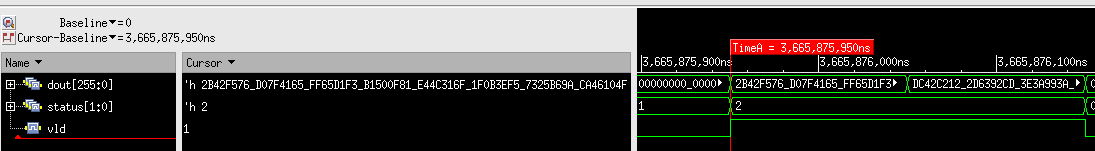 Baseline▼=0
Cursor-Baseline▼=3,665,875,950ns
TimeA = 3,665,875,950ns
3,665,875,900ns 3,665,876,000ns 3,665,876,100ns
Name▼ Cursor▼
dout[255:0] 'h 2B42F576_D07F4165_FF65D1F3_B1500F81_E44C316F_1F0B3EF5_7325B69A_CA46104F 00000000_0000 2B42F576_D07F4165_FF65D1F3 DC42C212_2D6392CD_3E3A993A_
status[1:0] 'h 2 1 2
vld 1